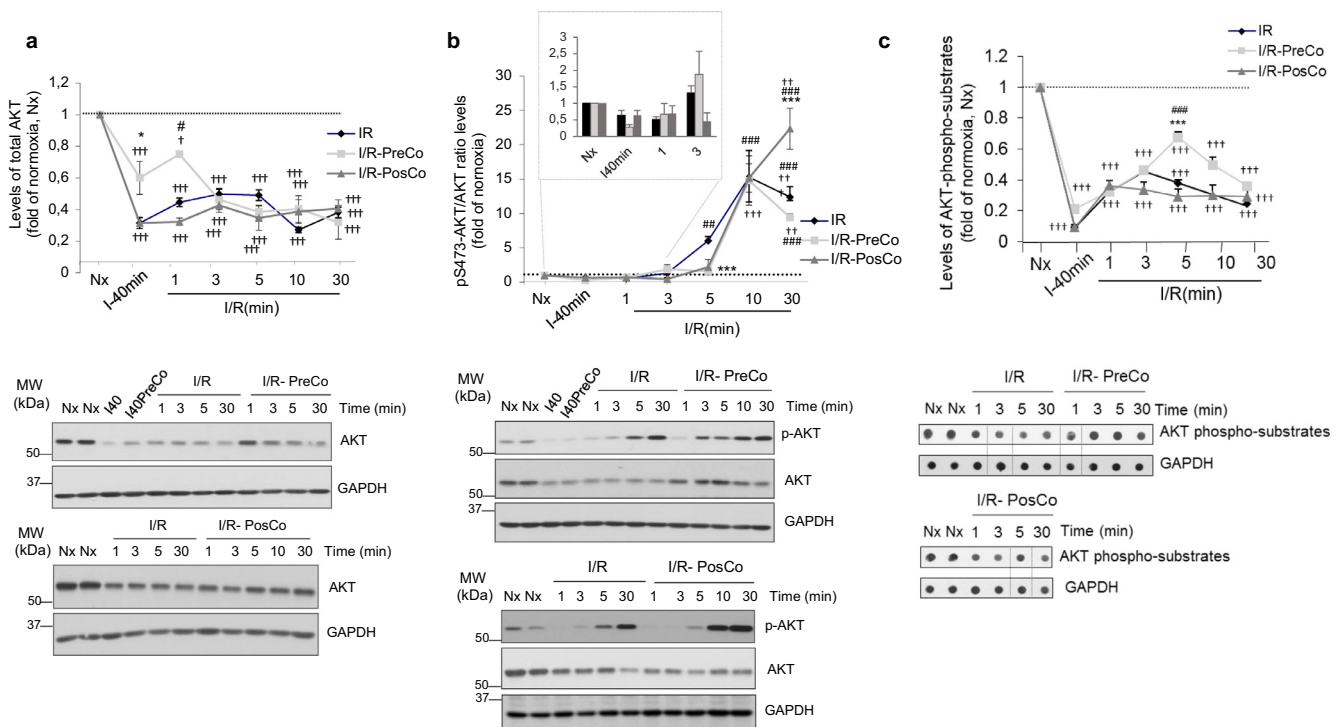 a
Levels of total AKT
(fold of normoxia, Nx)
1,2
1
0,8
0,6
0,4
0,2
0
*
†††
#
†
†††
†††
†††
†††
†††
†††
†††
†††
†††
†††
†††
†††
†††
†††
IR
I/R-PreCo
I/R-PosCo
Nx
I-40min
1
3
5
10
30
I/R(min)
b
pS473-AKT/AKT ratio levels
(fold of normoxia)
35
30
25
20
15
10
5
0
3,5
3
2,5
2
1,5
1
0,5
0
Nx
I40min
1
3
##
***
###
†††
††
###
***
###
††
†
††
###
IR
I/R-PreCo
I/R-PosCo
Nx
I-40min
1
3
5
10
30
I/R(min)
c
Levels of AKT-phospho-substrates
(fold of normoxia, Nx)
1,2
1
0,8
0,6
0,4
0,2
0
IR
I/R-PreCo
I/R-PosCo
†††
†††
†††
†††
###
***
†††
†††
†††
†††
†††
†††
†††
†††
Nx
I-40min
1
3
5
10
30
I/R(min)
MW
(kDa)
Nx Nx I40 I40PreCo
I/R
I/R- PreCo
1 3 5 30 1 3 5 30 Time (min)
50
AKT
37
GAPDH
MW
(kDa)
I/R
I/R- PosCo
Nx Nx 1 3 5 30 1 3 5 10 30 Time (min)
50
AKT
37
GAPDH
MW
(kDa)
Nx Nx I40 I40PreCo
I/R
I/R- PreCo
1 3 5 30 1 3 5 10 30 Time (min)
50
p-AKT
50
AKT
37
GAPDH
MW
(kDa)
I/R
I/R- PosCo
Nx Nx 1 3 5 30 1 3 5 10 30 Time (min)
50
p-AKT
50
AKT
37
GAPDH
I/R
I/R- PreCo
Nx Nx 1 3 5 30 1 3 5 30 Time (min)
AKT phospho-substrates
GAPDH
I/R- PosCo
Nx Nx 1 3 5 30 Time (min)
AKT phospho-substrates
GAPDH